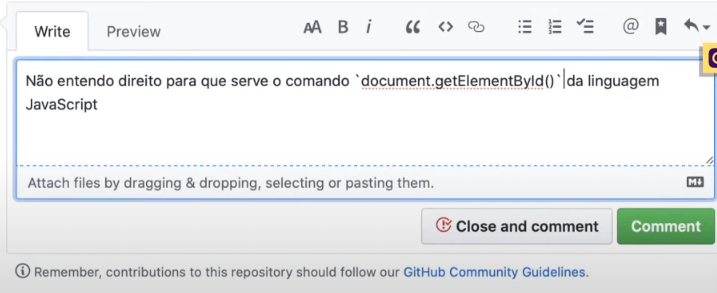 Write Preview AA B i @
Não entendo direito para que serve o comando `document.getElementById()` da linguagem
JavaScript
Attach files by dragging & dropping, selecting or pasting them. M↓
Close and comment Comment
Remember, contributions to this repository should follow our GitHub Community Guidelines.